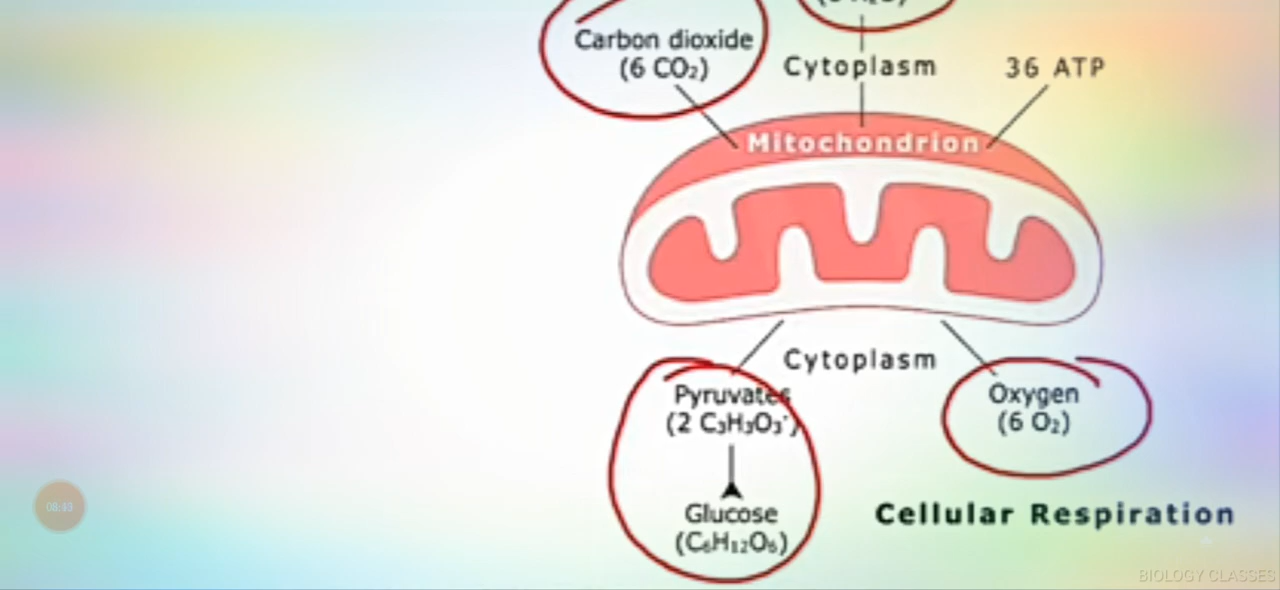 Carbon dioxide
(6 CO₂)
Cytoplasm
36 ATP
Mitochondrion
Cytoplasm
Pyruvates
(2 C₃H₃O₃⁻)
Oxygen
(6 O₂)
Glucose
(C₆H₁₂O₆)
Cellular Respiration
BIOLOGY CLASSES